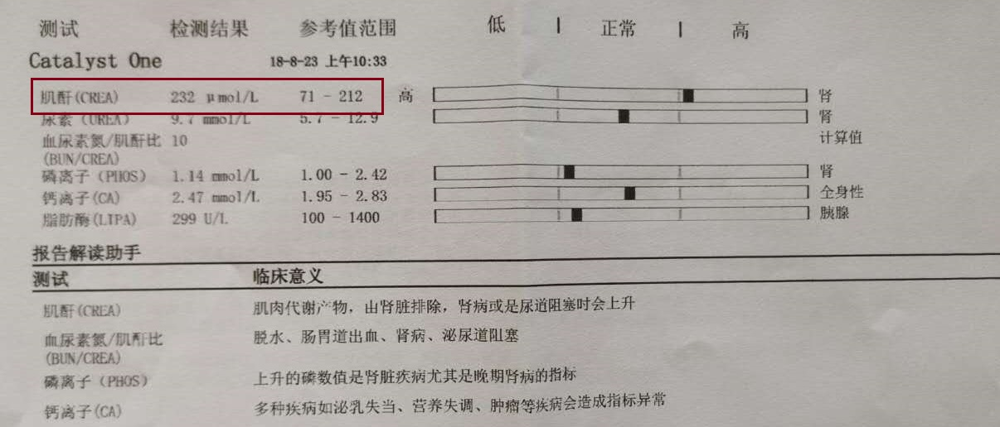 测试 检测结果 参考值范围 低 | 正常 | 高
Catalyst One 18-8-23 上午10:33
肌酐(CREA) 232 μmol/L 71 - 212 高 肾
尿素 (UREA) 9.7 mmol/L 5.7 - 12.9 肾
血尿素氮/肌酐比 10 计算值
(BUN/CREA)
磷离子 (PHOS) 1.14 mmol/L 1.00 - 2.42 肾
钙离子(CA) 2.47 mmol/L 1.95 - 2.83 全身性
脂肪酶(LIPA) 299 U/L 100 - 1400 胰腺
报告解读助手
测试 临床意义
肌酐(CREA) 肌肉代谢产物，由肾脏排除，肾病或是尿道阻塞时会上升
血尿素氮/肌酐比 脱水、肠胃道出血、肾病、泌尿道阻塞
(BUN/CREA)
磷离子 (PHOS) 上升的磷数值是肾脏疾病尤其是晚期肾病的指标
钙离子(CA) 多种疾病如泌乳失当、营养失调、肿瘤等疾病会造成指标异常